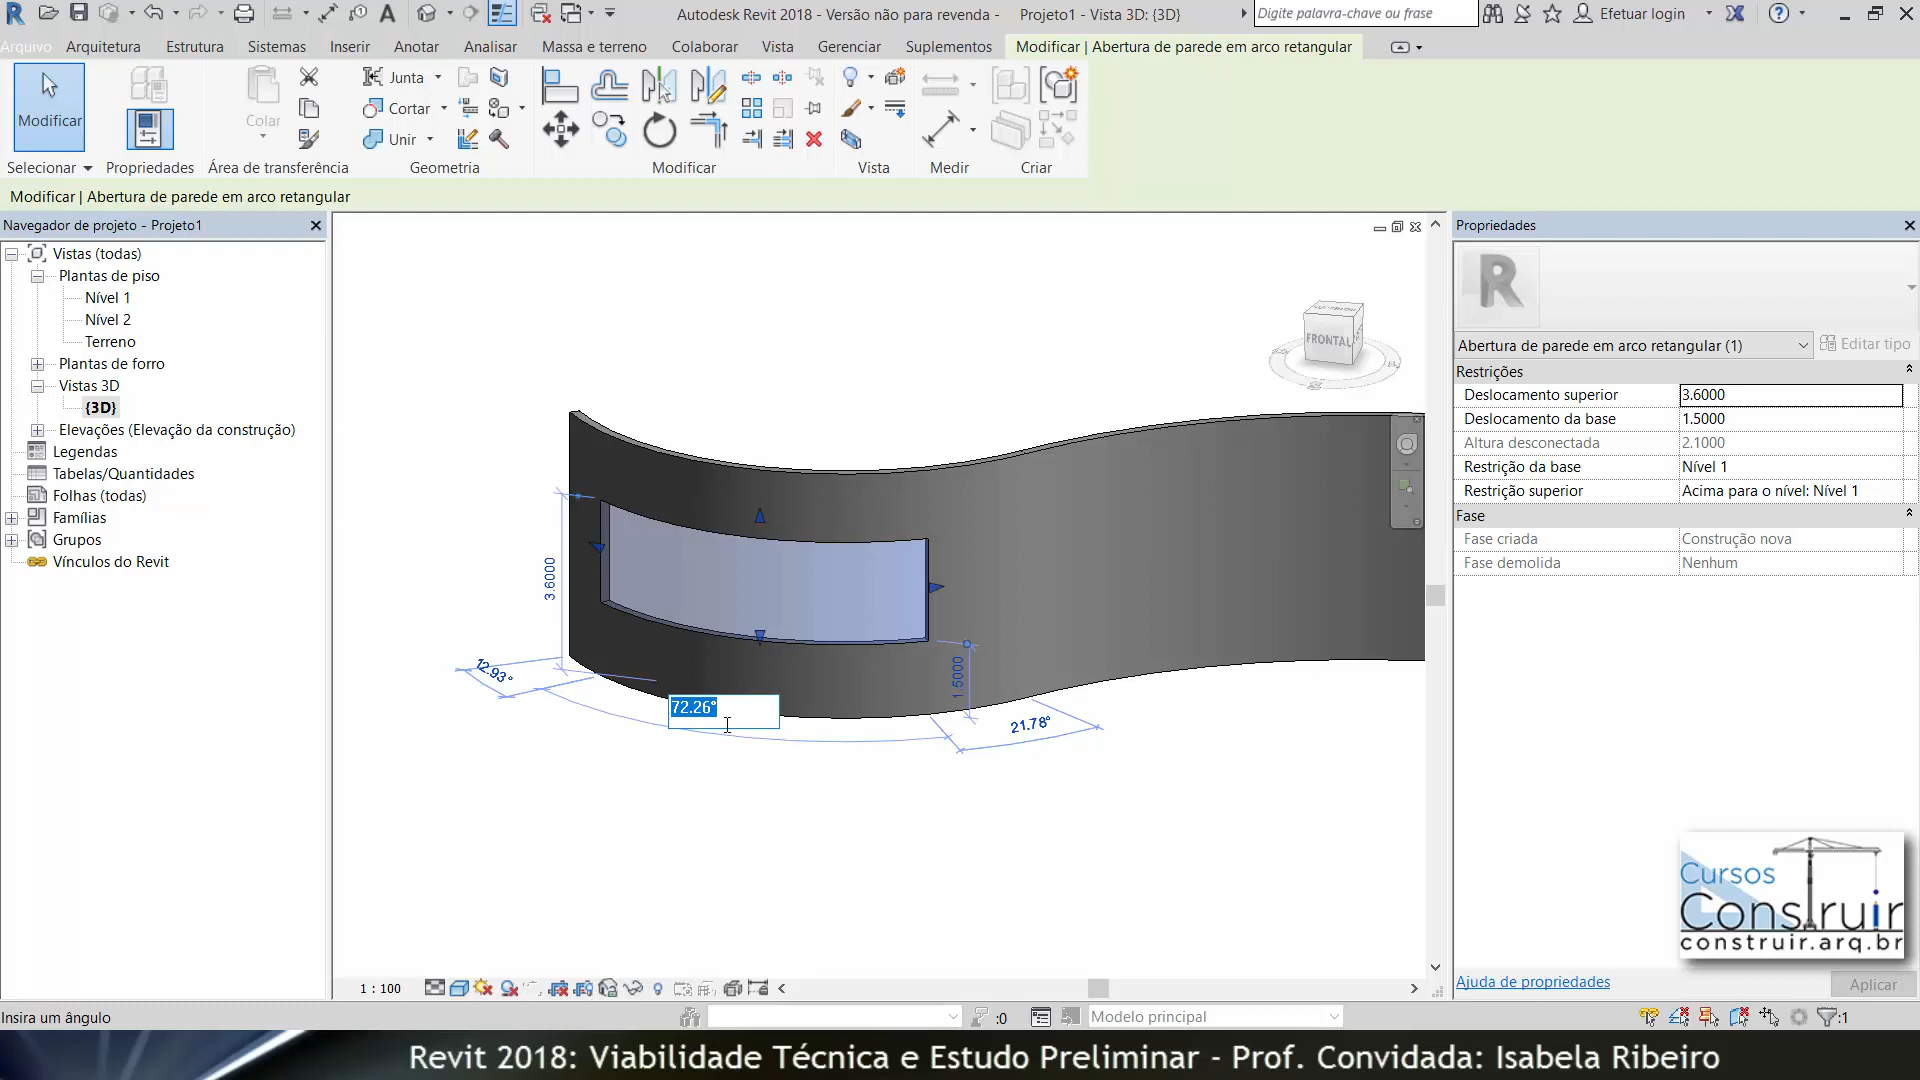 Autodesk Revit 2018 - Versão não para revenda - Projeto1 - Vista 3D: {3D}
Digite palavra-chave ou frase
Efetuar login
Arquivo Arquitetura Estrutura Sistemas Inserir Anotar Analisar Massa e terreno Colaborar Vista Gerenciar Suplementos Modificar | Abertura de parede em arco retangular
Modificar
Colar
Junta
Cortar
Unir
Selecionar Propriedades Área de transferência Geometria Modificar Vista Medir Criar
Modificar | Abertura de parede em arco retangular
Navegador de projeto - Projeto1
Vistas (todas)
Plantas de piso
Nível 1
Nível 2
Terreno
Plantas de forro
Vistas 3D
{3D}
Elevações (Elevação da construção)
Legendas
Tabelas/Quantidades
Folhas (todas)
Famílias
Grupos
Vínculos do Revit
FRONTAL
3.6000
12.93°
72.26°
1.5000
21.78°
Propriedades
R
Abertura de parede em arco retangular (1)
Editar tipo
Restrições
Deslocamento superior 3.6000
Deslocamento da base 1.5000
Altura desconectada 2.1000
Restrição da base Nível 1
Restrição superior Acima para o nível: Nível 1
Fase
Fase criada Construção nova
Fase demolida Nenhum
Cursos
Construir
construir.arq.br
Ajuda de propriedades
Aplicar
1 : 100
Insira um ângulo
:0
Modelo principal
:1
Revit 2018: Viabilidade Técnica e Estudo Preliminar - Prof. Convidada: Isabela Ribeiro